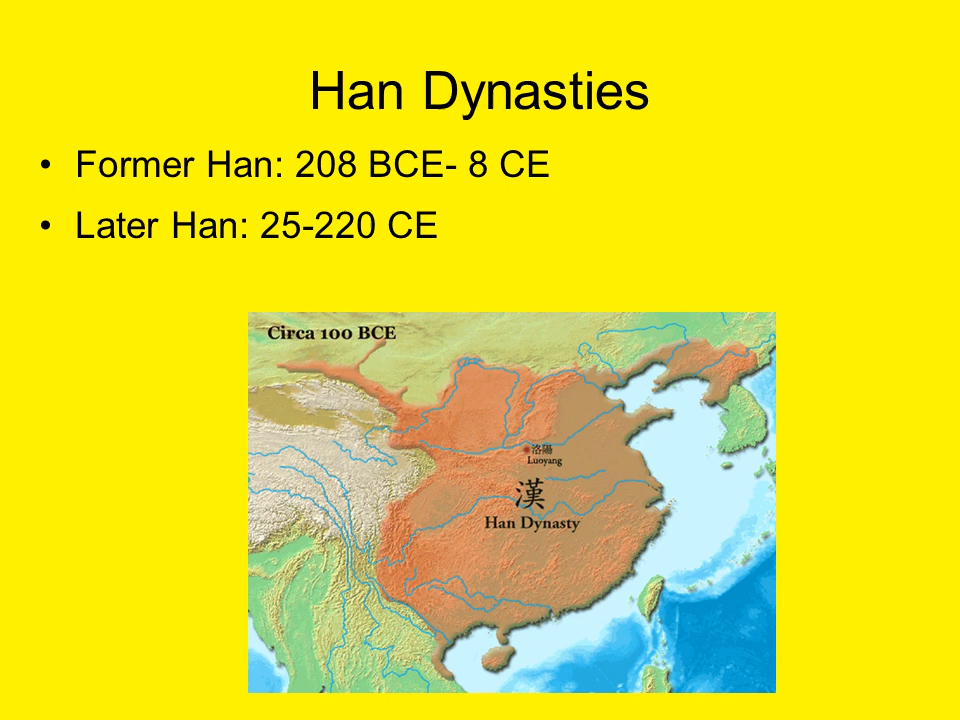 Han Dynasties
• Former Han: 208 BCE- 8 CE
• Later Han: 25-220 CE
Circa 100 BCE
洛陽
Luoyang
漢
Han Dynasty